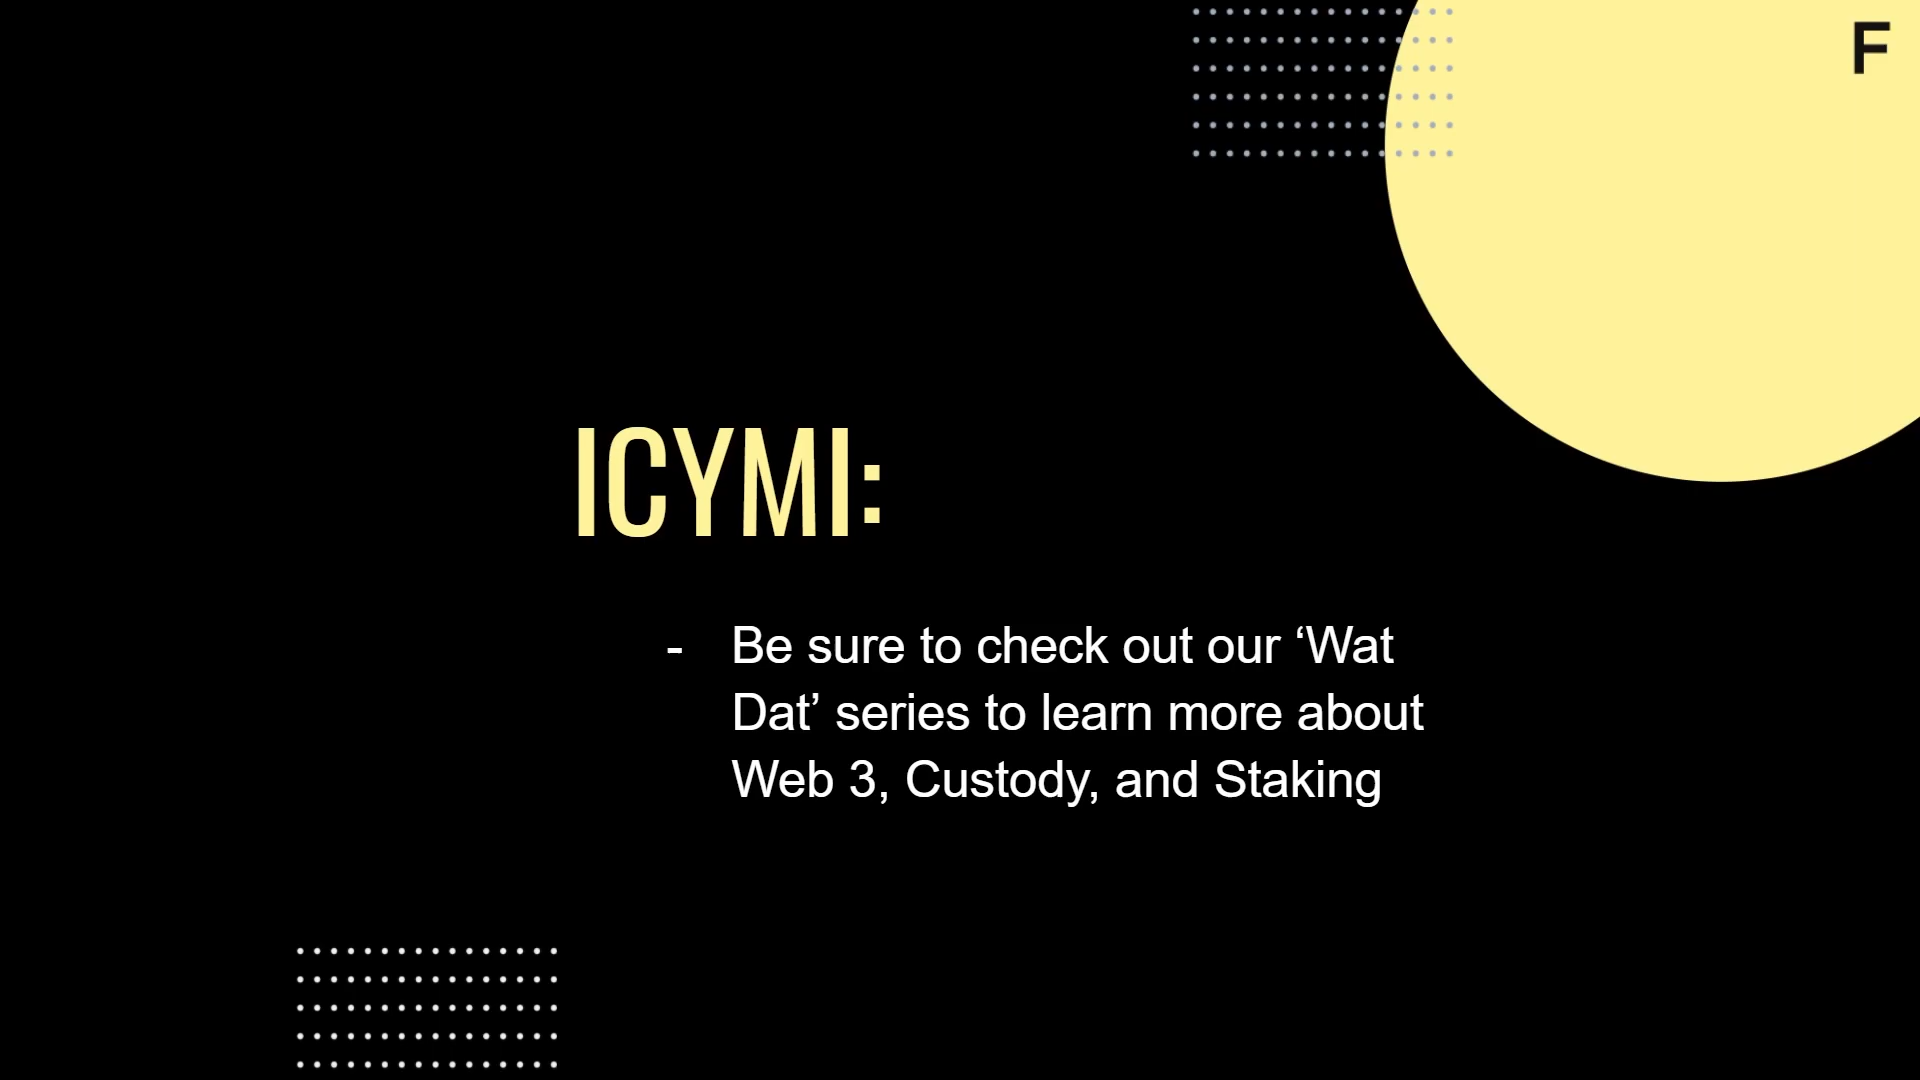 F
ICYMI:
- Be sure to check out our ‘Wat
Dat’ series to learn more about
Web 3, Custody, and Staking